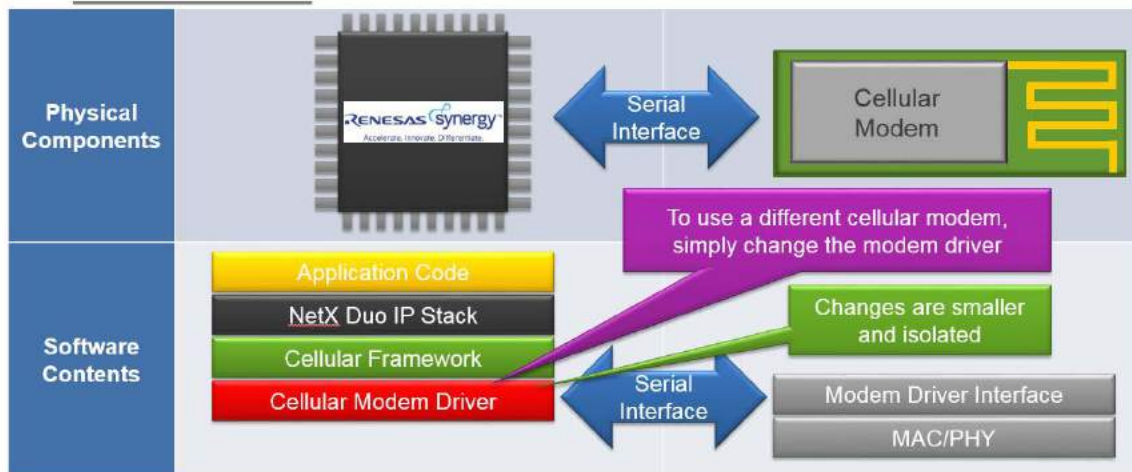 Physical
Components
RENESAS synergy™
Accelerate. Innovate. Differentiate.
Serial
Interface
Cellular
Modem
To use a different cellular modem,
simply change the modem driver
Software
Contents
Application Code
NetX Duo IP Stack
Cellular Framework
Cellular Modem Driver
Changes are smaller
and isolated
Serial
Interface
Modem Driver Interface
MAC/PHY